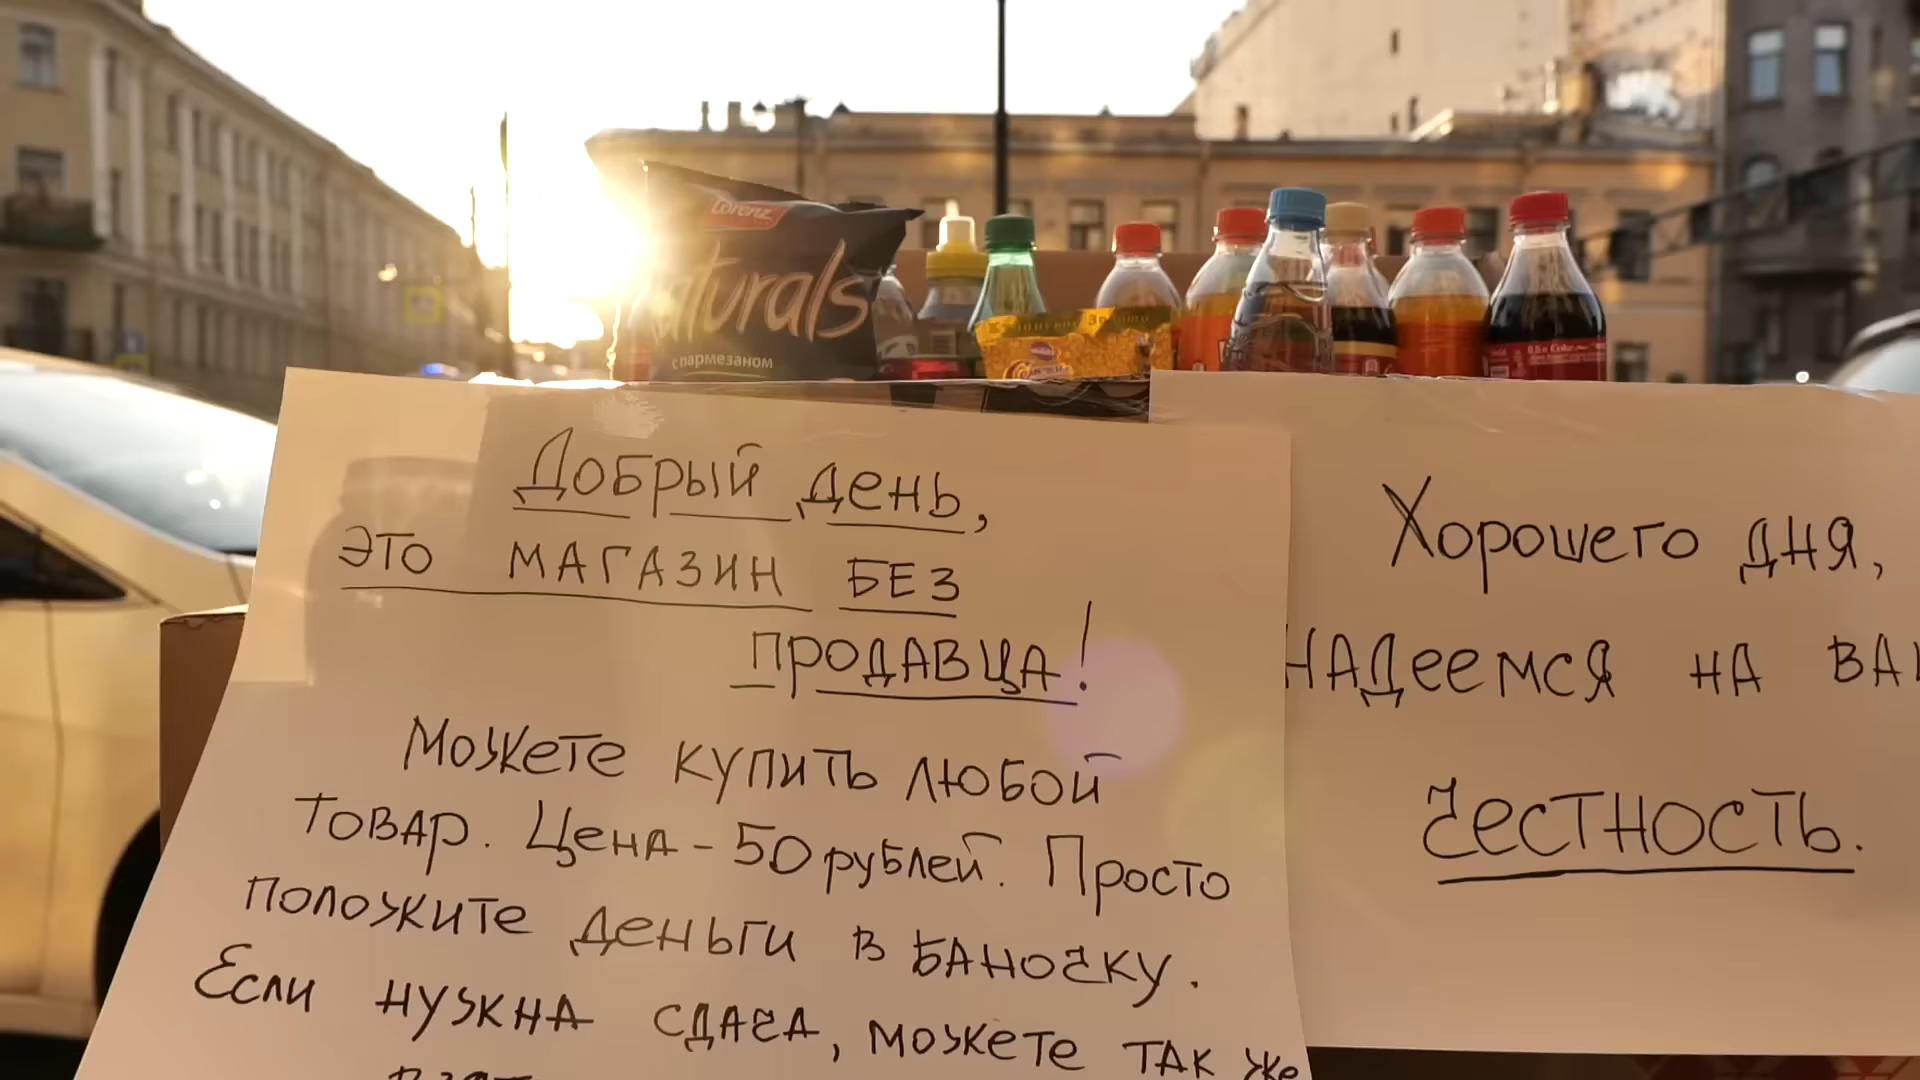 Lorenz
naturals
с пармезаном
Добрый день,
это магазин без
продавца!
Можете купить любой
товар. Цена - 50 рублей. Просто
положите деньги в баночку.
Если нужна сдача, можете так же
Хорошего дня,
надеемся на
честность.